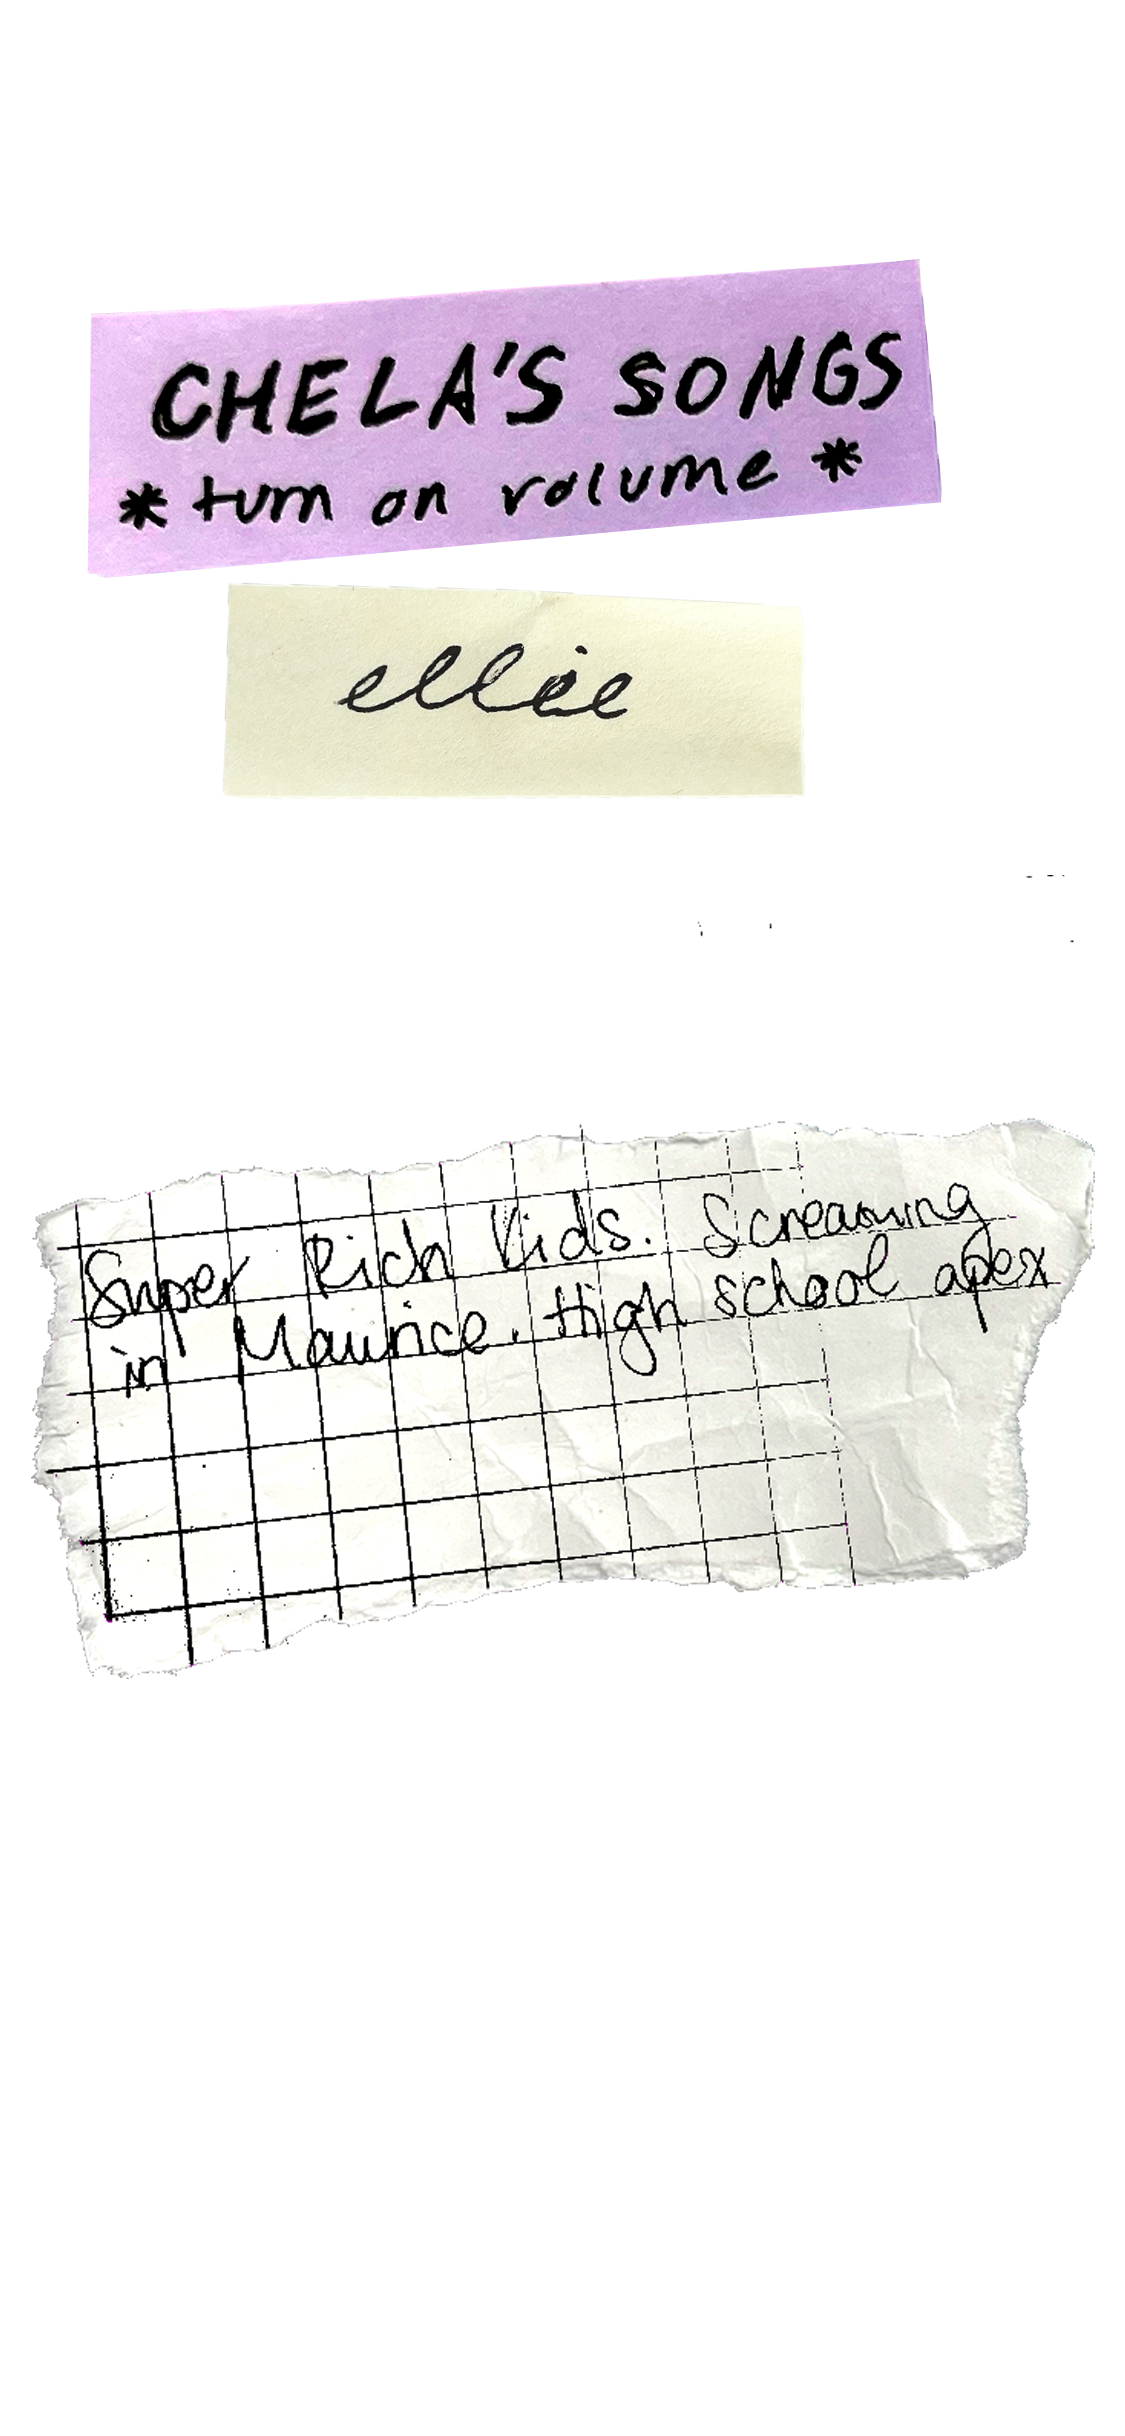 CHELA'S SONGS
* turn on volume *
ellie
Super Rich Kids. Screaming
in Maurice. High school apex